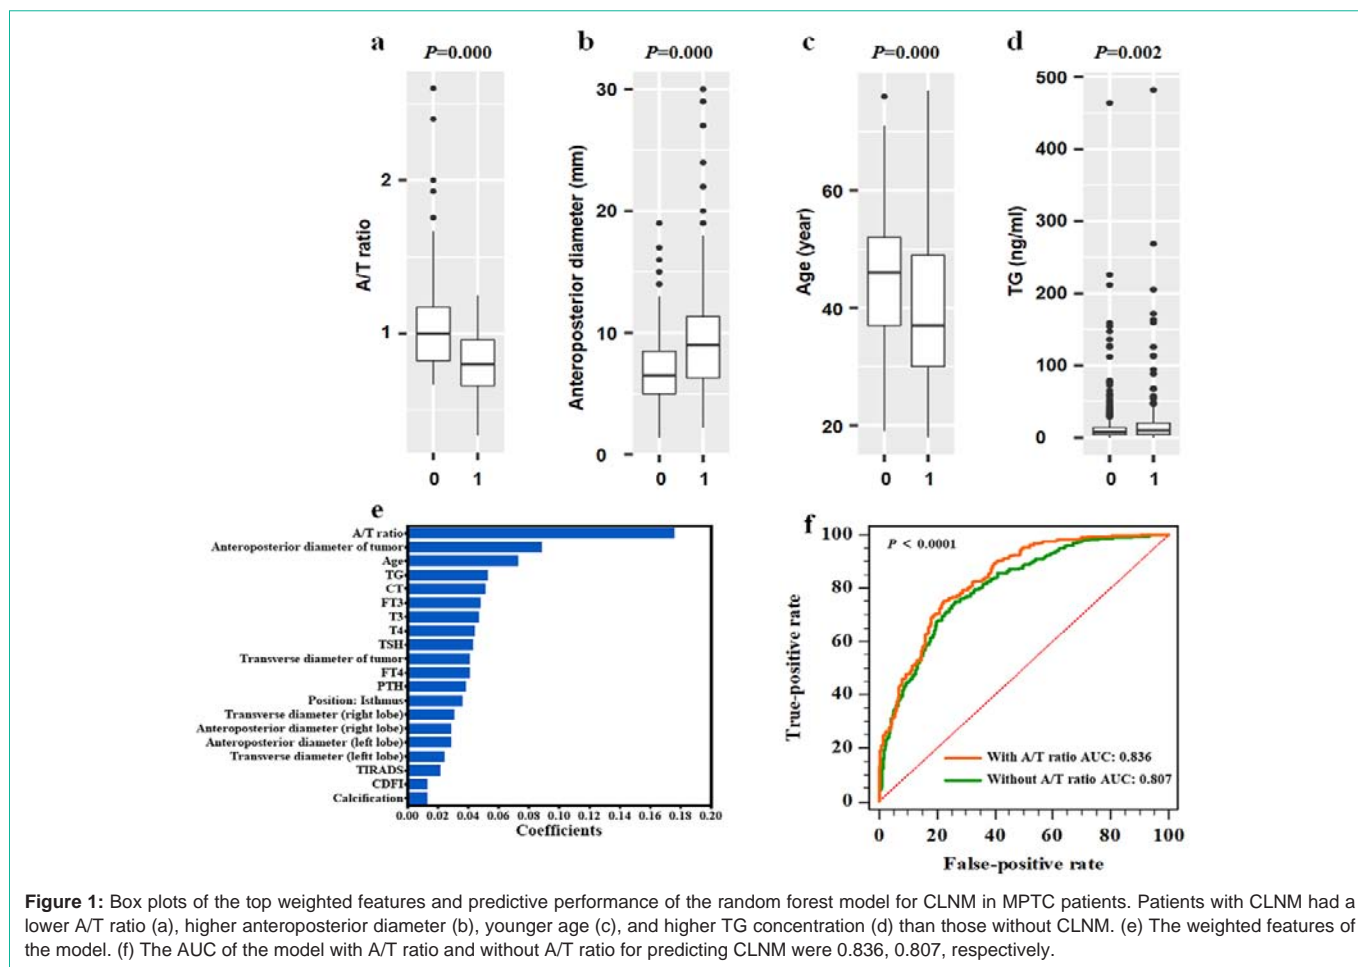 a
P=0.000
A/T ratio
2
1
0 1
b
P=0.000
Anteroposterior diameter (mm)
30
20
10
0
0 1
c
P=0.000
Age (year)
60
40
20
0 1
d
P=0.002
TG (ng/ml)
500
400
300
200
100
0
0 1
e
A/T ratio
Anteroposterior diameter of tumor
Age
TG
CT
FT3
T3
T4
TSH
Transverse diameter of tumor
FT4
PTH
Position: Isthmus
Transverse diameter (right lobe)
Anteroposterior diameter (right lobe)
Anteroposterior diameter (left lobe)
Transverse diameter (left lobe)
TIRADS
CDFI
Calcification
0.00 0.02 0.04 0.06 0.08 0.10 0.12 0.14 0.16 0.18 0.20
Coefficients
f
P < 0.0001
True-positive rate
100
80
60
40
20
0
With A/T ratio AUC: 0.836
Without A/T ratio AUC: 0.807
0 20 40 60 80 100
False-positive rate
Figure 1: Box plots of the top weighted features and predictive performance of the random forest model for CLNM in MPTC patients. Patients with CLNM had a
lower A/T ratio (a), higher anteroposterior diameter (b), younger age (c), and higher TG concentration (d) than those without CLNM. (e) The weighted features of
the model. (f) The AUC of the model with A/T ratio and without A/T ratio for predicting CLNM were 0.836, 0.807, respectively.